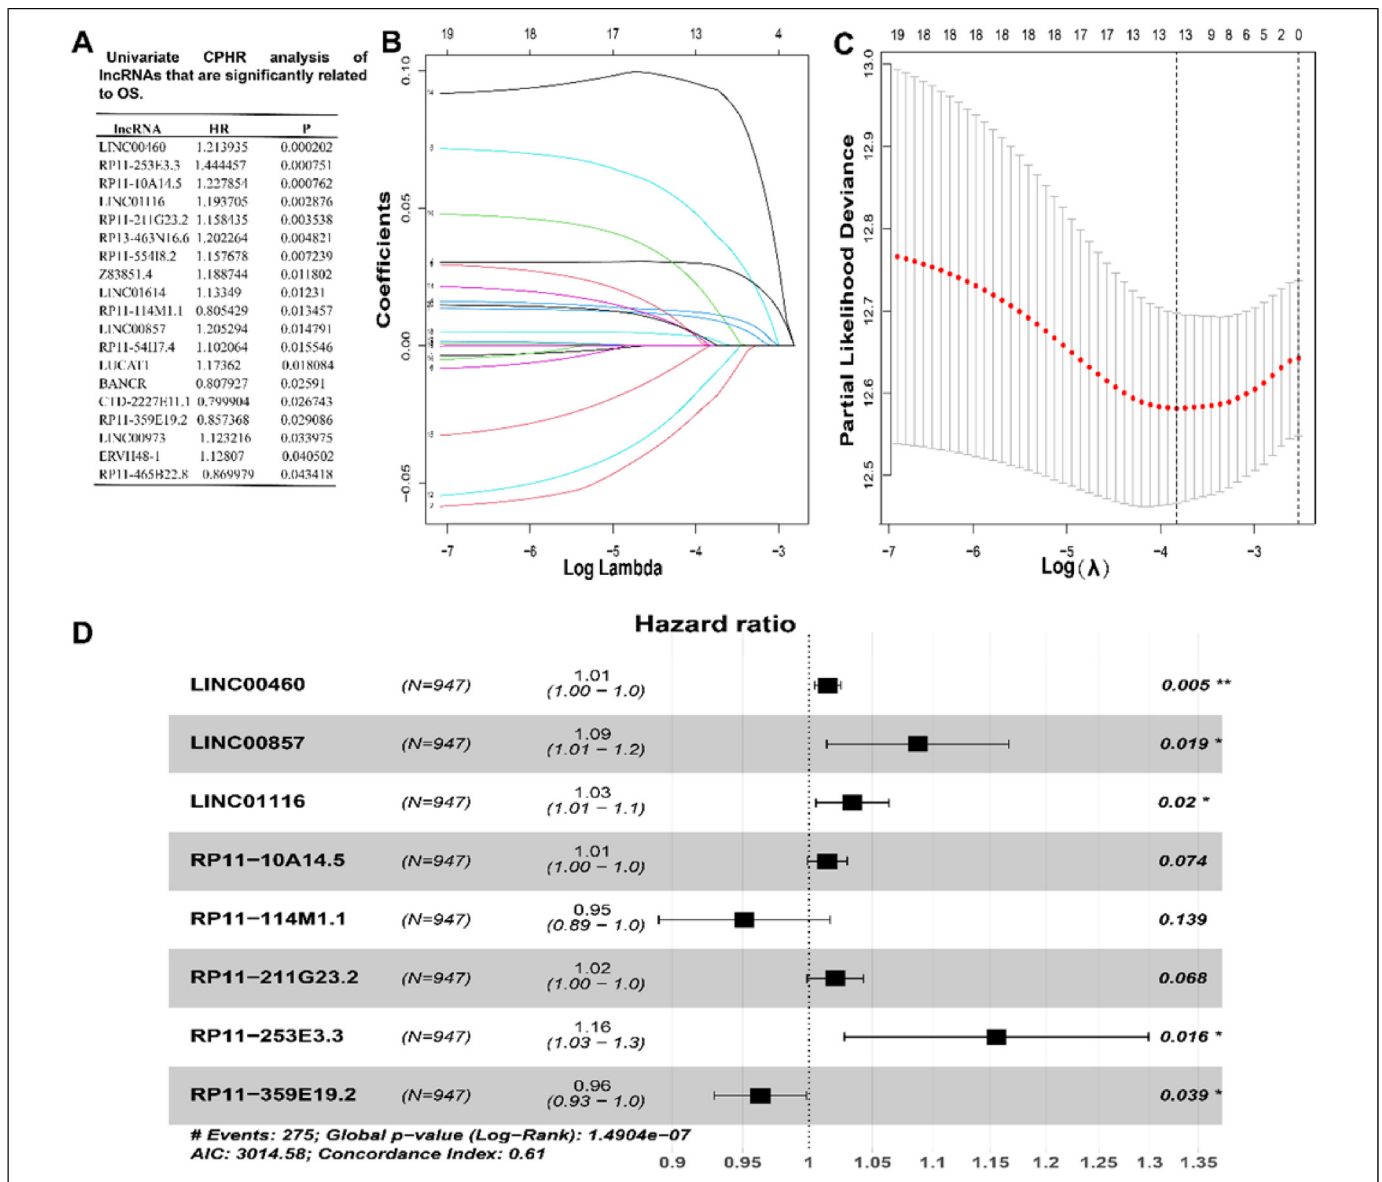 A
Univariate CPHR analysis of
lncRNAs that are significantly related
to OS.
lncRNA HR P
LINC00460 1.213935 0.000202
RP11-253E3.3 1.444457 0.000751
RP11-10A14.5 1.227854 0.000762
LINC01116 1.193705 0.002876
RP11-211G23.2 1.158435 0.003538
RP13-463N16.6 1.202264 0.004821
RP11-554I8.2 1.157678 0.007239
Z83851.4 1.188744 0.011802
LINC01614 1.13349 0.01231
RP11-114M1.1 0.805429 0.013457
LINC00857 1.205294 0.014791
RP11-54H7.4 1.102064 0.015546
LUCAT1 1.17362 0.018084
BANCR 0.807927 0.02591
CTD-2227E11.1 0.799904 0.026743
RP11-359E19.2 0.857368 0.029086
LINC00973 1.123216 0.033975
ERVH48-1 1.12807 0.040502
RP11-465B22.8 0.869979 0.043418
B
19 18 17 13 4
Coefficients
0.10
0.05
0.00
−0.05
−7 −6 −5 −4 −3
Log Lambda
C
19 18 18 18 18 18 18 17 17 13 13 13 9 8 6 5 2 0
Partial Likelihood Deviance
13.0
12.9
12.8
12.7
12.6
12.5
−7 −6 −5 −4 −3
Log(λ)
D
Hazard ratio
LINC00460 (N=947) 1.01 (1.00 − 1.0) 0.005 **
LINC00857 (N=947) 1.09 (1.01 − 1.2) 0.019 *
LINC01116 (N=947) 1.03 (1.01 − 1.1) 0.02 *
RP11−10A14.5 (N=947) 1.01 (1.00 − 1.0) 0.074
RP11−114M1.1 (N=947) 0.95 (0.89 − 1.0) 0.139
RP11−211G23.2 (N=947) 1.02 (1.00 − 1.0) 0.068
RP11−253E3.3 (N=947) 1.16 (1.03 − 1.3) 0.016 *
RP11−359E19.2 (N=947) 0.96 (0.93 − 1.0) 0.039 *
# Events: 275; Global p−value (Log−Rank): 1.4904e−07
AIC: 3014.58; Concordance Index: 0.61
0.9 0.95 1 1.05 1.1 1.15 1.2 1.25 1.3 1.35